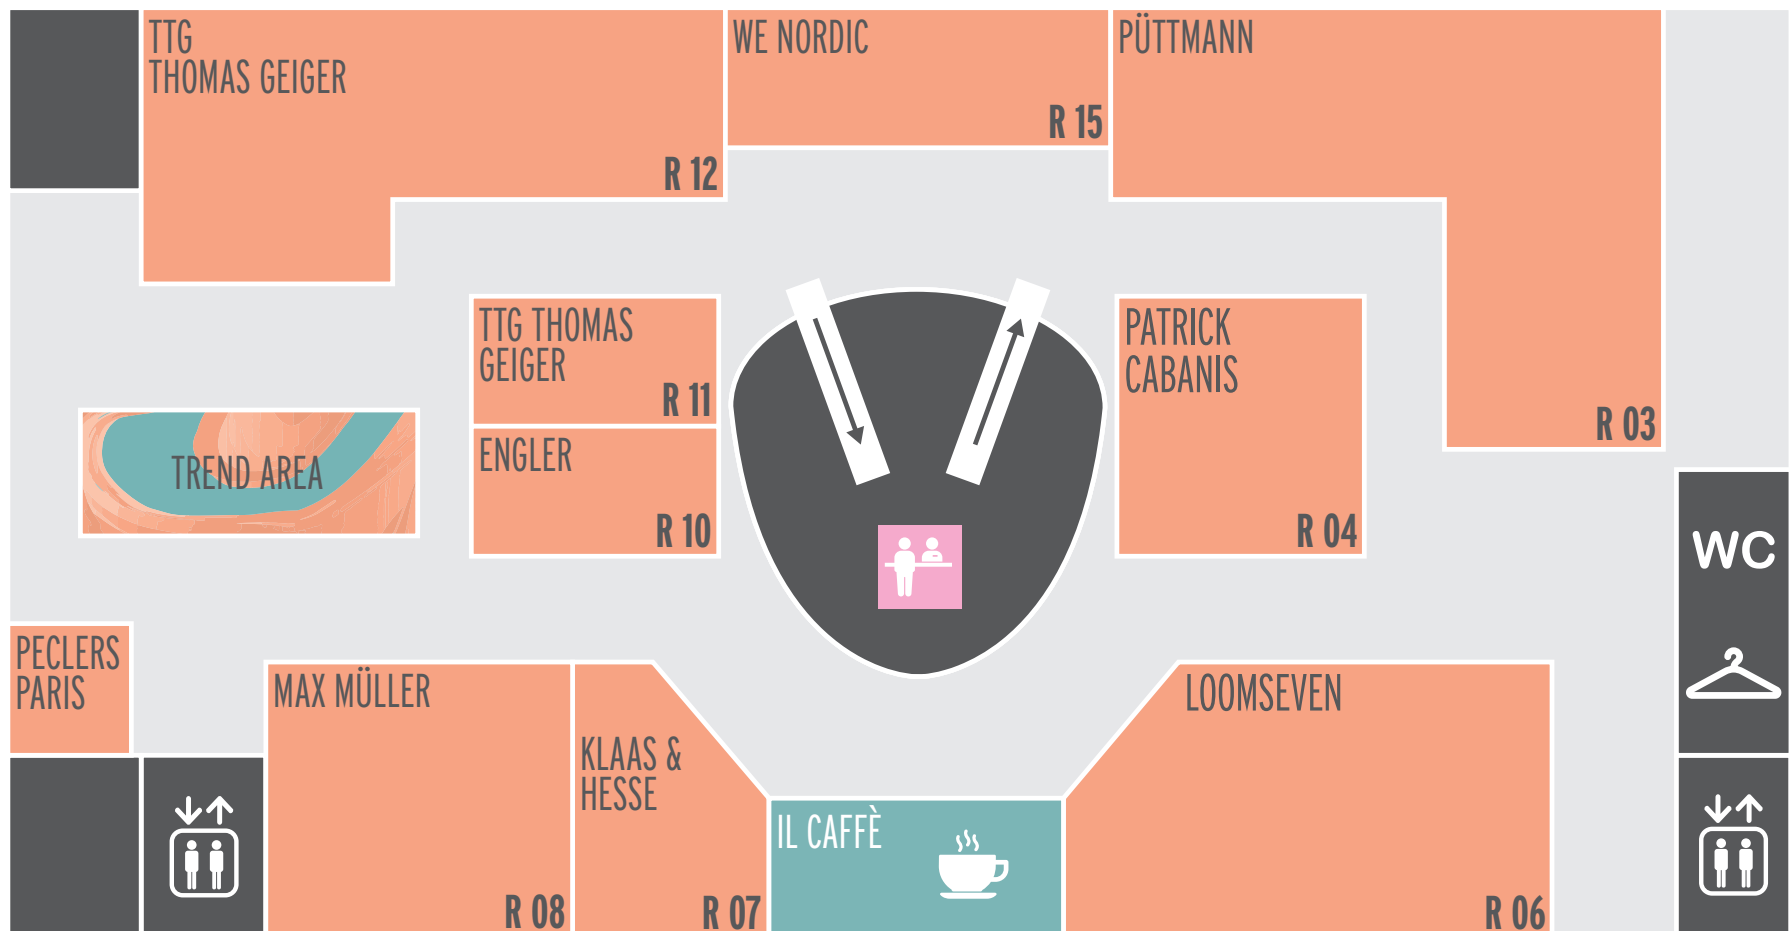 TTG
THOMAS GEIGER
R 12
WE NORDIC
R 15
PÜTTMANN
R 03
TTG THOMAS
GEIGER
R 11
ENGLER
R 10
PATRICK
CABANIS
R 04
TREND AREA
WC
PECLERS
PARIS
MAX MÜLLER
R 08
KLAAS &
HESSE
R 07
IL CAFFÈ
LOOMSEVEN
R 06